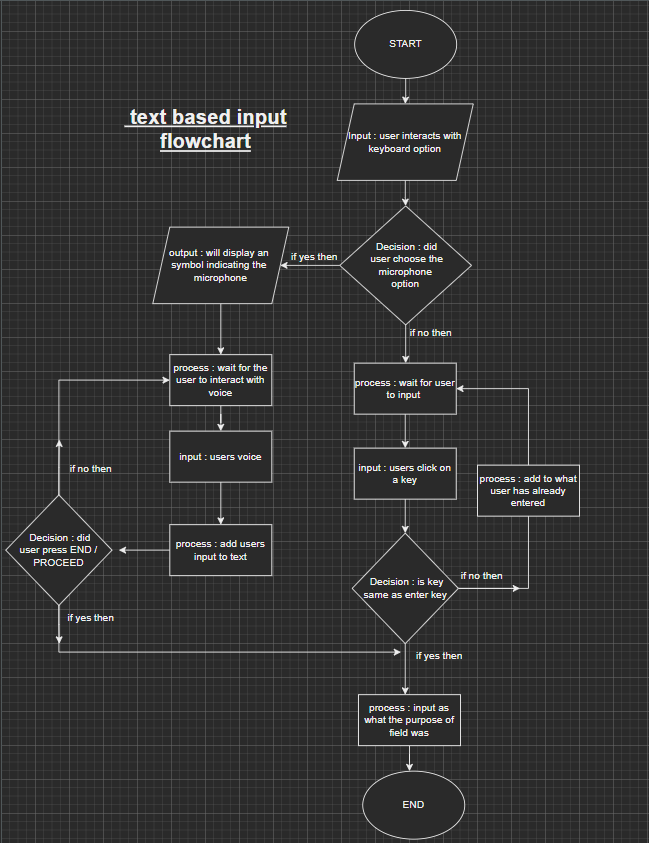 START
text based input
flowchart
Input : user interacts with
keyboard option
Decision : did
user choose the
microphone
option
if yes then
output : will display an
symbol indicating the
microphone
if no then
process : wait for the
user to interact with
voice
process : wait for user
to input
input : users voice
if no then
input : users click on
a key
process : add to what
user has already
entered
process : add users
input to text
Decision : did
user press END /
PROCEED
Decision : is key
same as enter key
if no then
if yes then
if yes then
process : input as
what the purpose of
field was
END